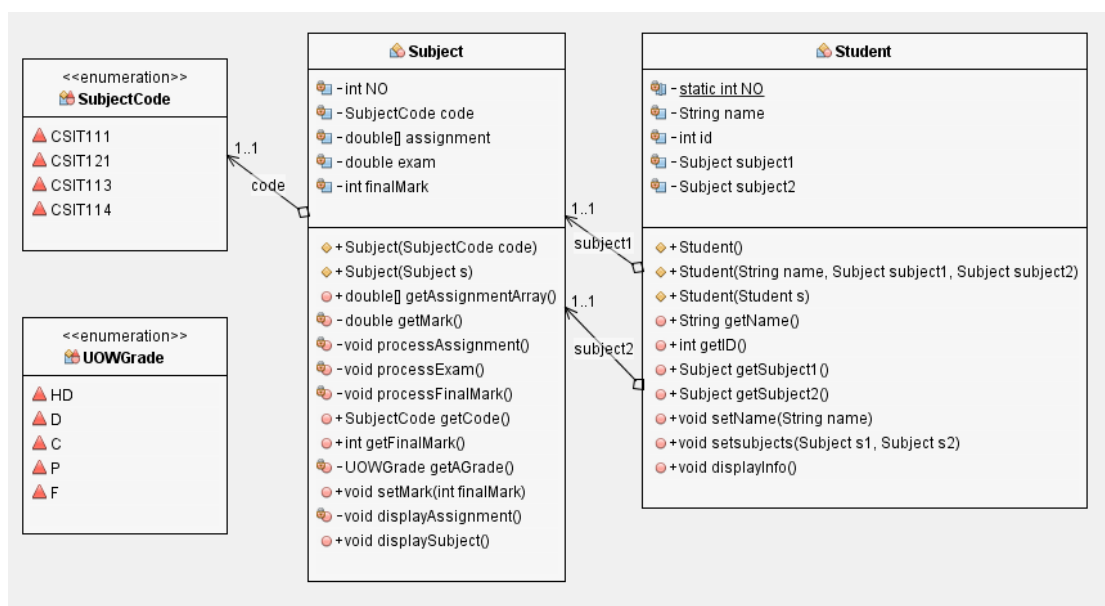 <<enumeration>>
SubjectCode
CSIT111
CSIT121
CSIT113
CSIT114
<<enumeration>>
UOWGrade
HD
D
C
P
F
1..1
code
Subject
- int NO
- SubjectCode code
- double[] assignment
- double exam
- int finalMark
+ Subject(SubjectCode code)
+ Subject(Subject s)
+ double[] getAssignmentArray()
- double getMark()
- void processAssignment()
- void processExam()
- void processFinalMark()
+ SubjectCode getCode()
+ int getFinalMark()
- UOWGrade getAGrade()
+ void setMark(int finalMark)
- void displayAssignment()
+ void displaySubject()
1..1
subject1
1..1
subject2
Student
- static int NO
- String name
- int id
- Subject subject1
- Subject subject2
+ Student()
+ Student(String name, Subject subject1, Subject subject2)
+ Student(Student s)
+ String getName()
+ int getID()
+ Subject getSubject1()
+ Subject getSubject2()
+ void setName(String name)
+ void setsubjects(Subject s1, Subject s2)
+ void displayInfo()